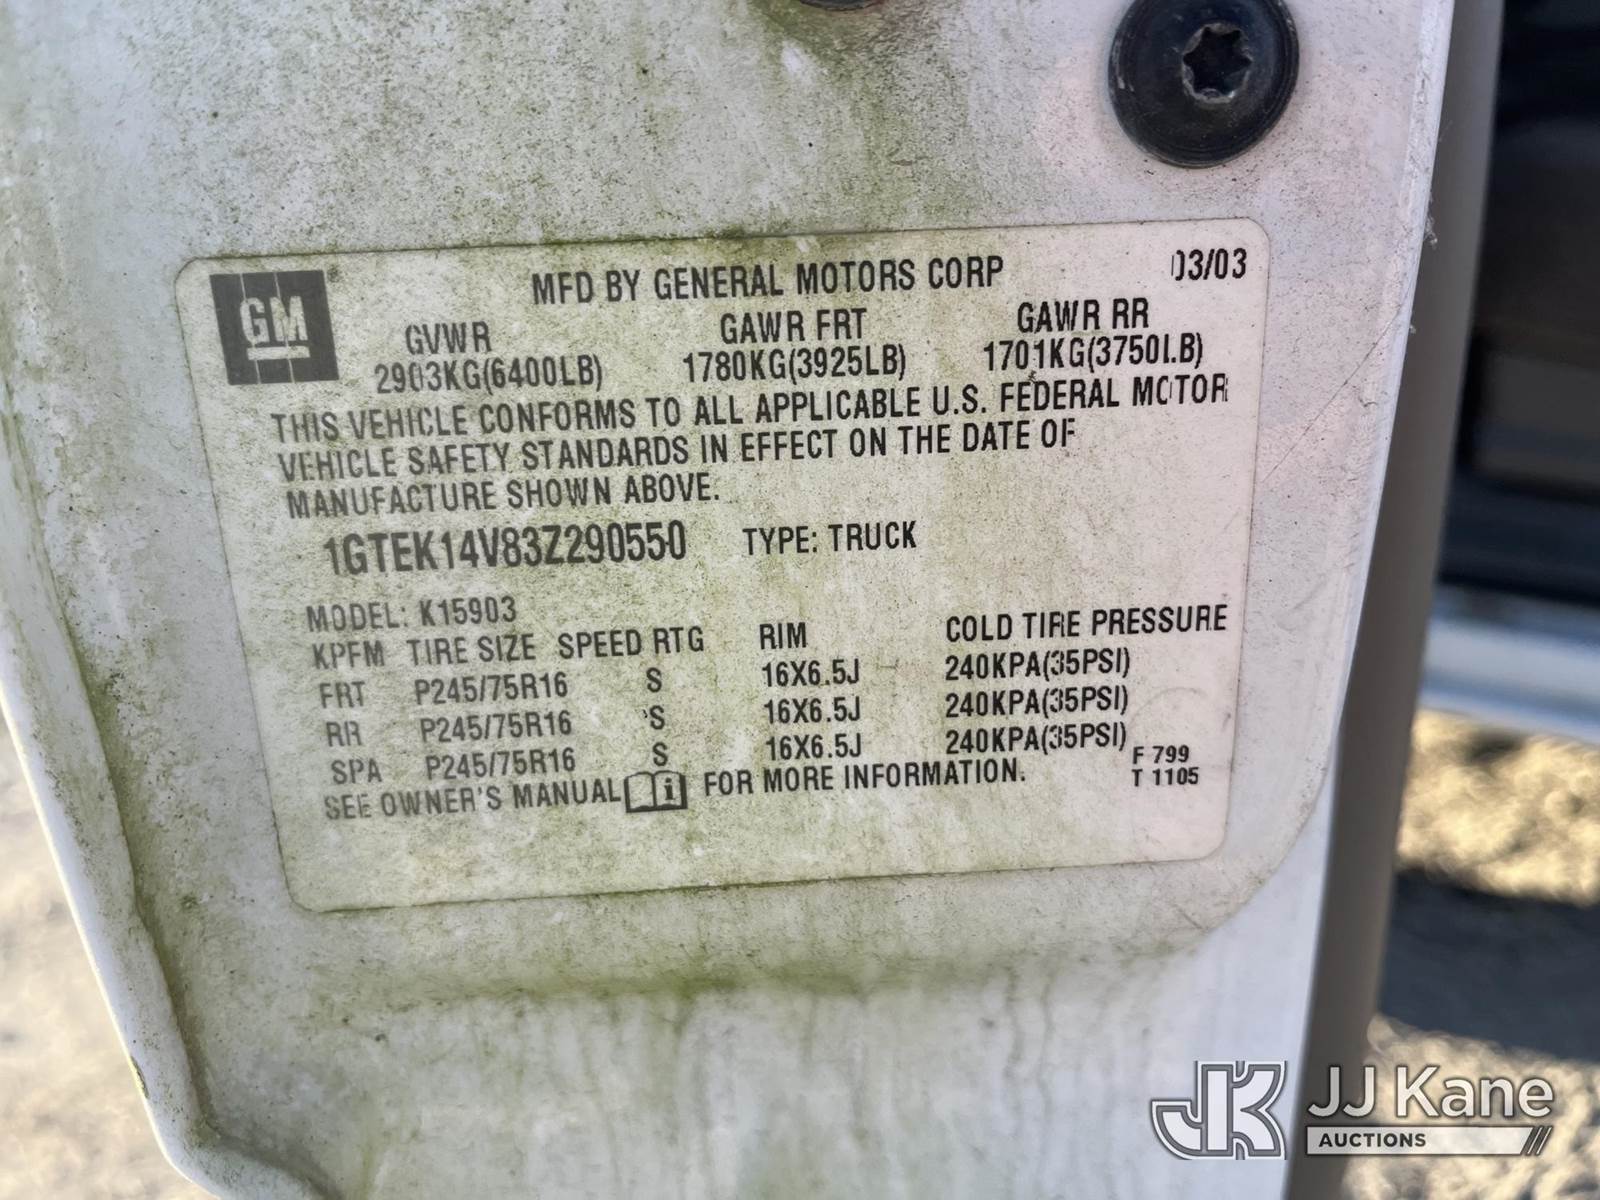 GM
MFD BY GENERAL MOTORS CORP 03/03
GVWR GAWR FRT GAWR RR
2903KG(6400LB) 1780KG(3925LB) 1701KG(3750LB)
THIS VEHICLE CONFORMS TO ALL APPLICABLE U.S. FEDERAL MOTOR
VEHICLE SAFETY STANDARDS IN EFFECT ON THE DATE OF
MANUFACTURE SHOWN ABOVE.
1GTEK14V83Z290550 TYPE: TRUCK
MODEL: K15903
KPFM TIRE SIZE SPEED RTG RIM COLD TIRE PRESSURE
FRT P245/75R16 S 16X6.5J 240KPA(35PSI)
RR P245/75R16 S 16X6.5J 240KPA(35PSI)
SPA P245/75R16 S 16X6.5J 240KPA(35PSI)
SEE OWNER'S MANUAL i FOR MORE INFORMATION.
F 799
T 1105
JK JJ Kane
AUCTIONS